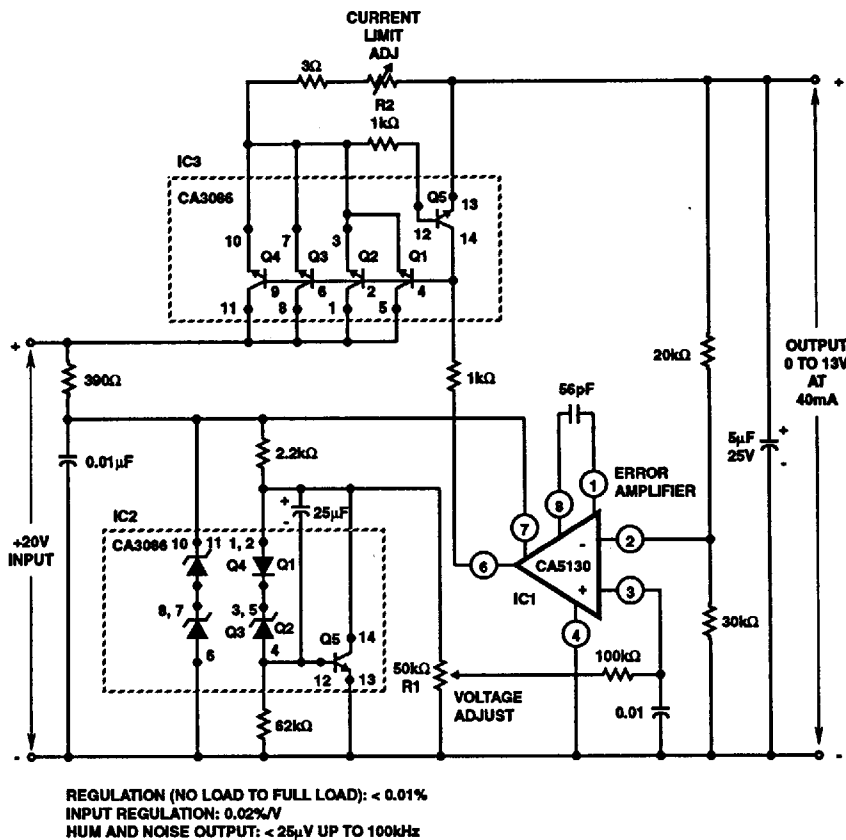 CURRENT
LIMIT
ADJ
3Ω
R2
1kΩ
+
IC3
CA3086
Q5
13
12
14
10
7
3
Q4
Q3
Q2
Q1
9
6
2
4
11
8
1
5
+
390Ω
1kΩ
20kΩ
OUTPUT
0 TO 13V
AT
40mA
56pF
0.01μF
2.2kΩ
5μF
25V
+
-
ERROR
AMPLIFIER
+
-
25μF
1
8
7
IC2
CA3086
10
11
1, 2
Q4
Q1
+20V
INPUT
6
CA5130
-
2
+
3
IC1
4
8, 7
3, 5
Q3
Q2
6
4
Q5
14
12
13
50kΩ
R1
VOLTAGE
ADJUST
100kΩ
30kΩ
62kΩ
0.01
-
-
REGULATION (NO LOAD TO FULL LOAD): < 0.01%
INPUT REGULATION: 0.02%/V
HUM AND NOISE OUTPUT: < 25μV UP TO 100kHz